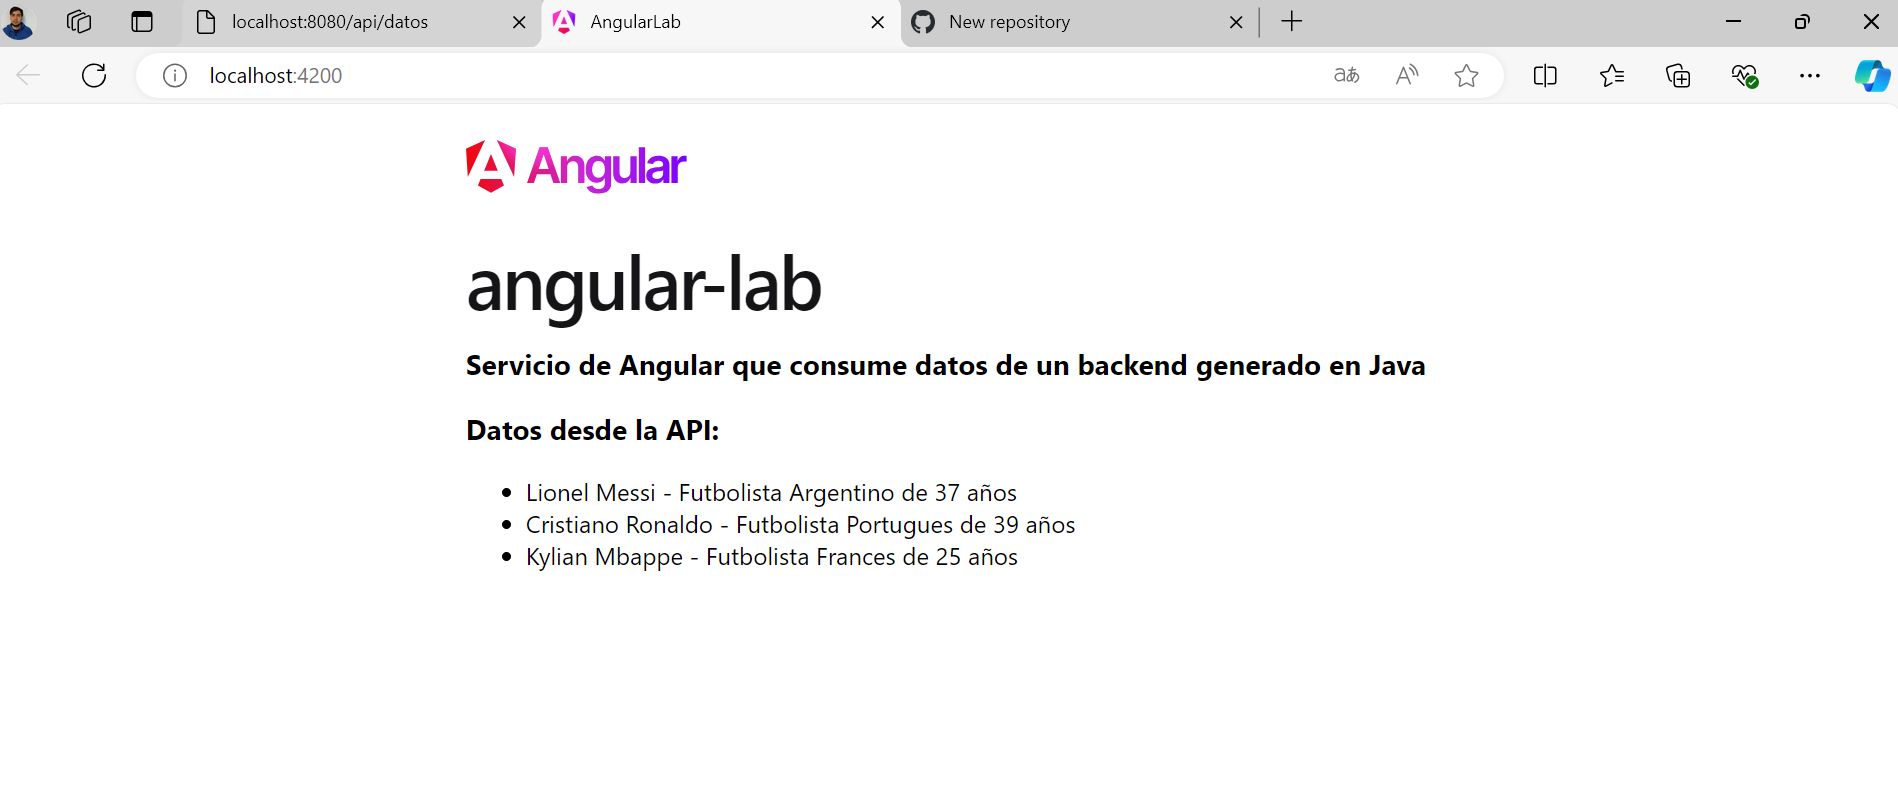 localhost:8080/api/datos
AngularLab
New repository
localhost:4200
Angular
angular-lab
Servicio de Angular que consume datos de un backend generado en Java
Datos desde la API:
Lionel Messi - Futbolista Argentino de 37 años
Cristiano Ronaldo - Futbolista Portugues de 39 años
Kylian Mbappe - Futbolista Frances de 25 años